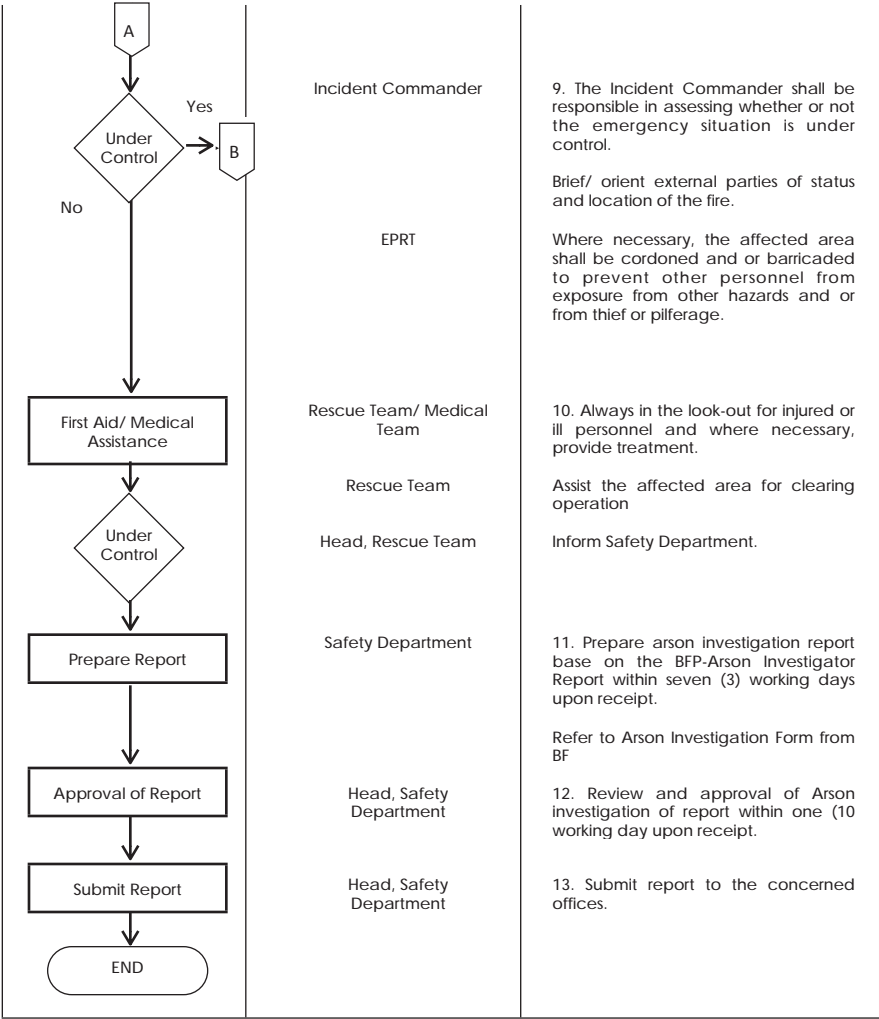 A
Yes
Under
Control
B
No
Incident Commander
9. The Incident Commander shall be
responsible in assessing whether or not
the emergency situation is under
control.
Brief/ orient external parties of status
and location of the fire.
EPRT
Where necessary, the affected area
shall be cordoned and or barricaded
to prevent other personnel from
exposure from other hazards and or
from thief or pilferage.
First Aid/ Medical
Assistance
Rescue Team/ Medical
Team
10. Always in the look-out for injured or
ill personnel and where necessary,
provide treatment.
Rescue Team
Assist the affected area for clearing
operation
Under
Control
Head, Rescue Team
Inform Safety Department.
Prepare Report
Safety Department
11. Prepare arson investigation report
base on the BFP-Arson Investigator
Report within seven (3) working days
upon receipt.
Refer to Arson Investigation Form from
BF
Approval of Report
Head, Safety
Department
12. Review and approval of Arson
investigation of report within one (10
working day upon receipt.
Submit Report
Head, Safety
Department
13. Submit report to the concerned
offices.
END